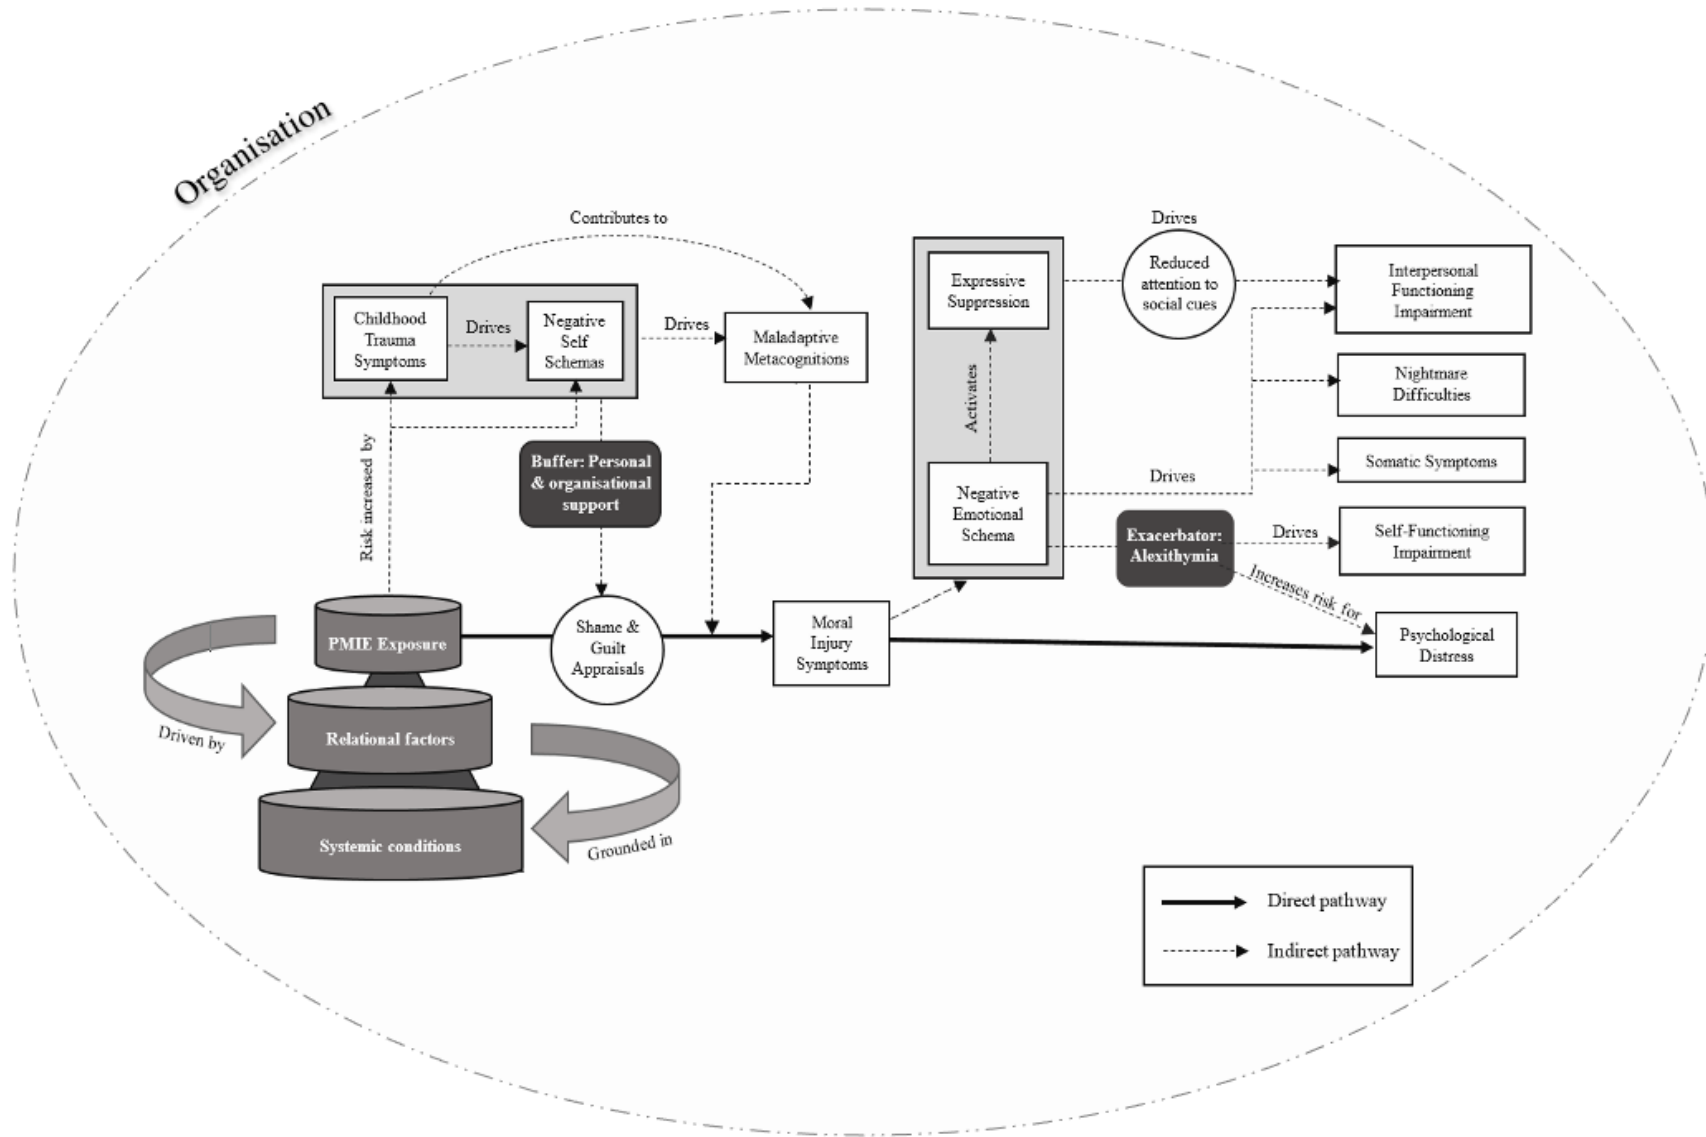 Organisation
Contributes to
Childhood
Trauma
Symptoms
Drives
Negative
Self
Schemas
Drives
Maladaptive
Metacognitions
Risk increased by
Buffer: Personal
& organisational
support
PMIE Exposure
Shame &
Guilt
Appraisals
Moral
Injury
Symptoms
Driven by
Relational factors
Systemic conditions
Grounded in
Expressive
Suppression
Activates
Negative
Emotional
Schema
Drives
Reduced
attention to
social cues
Drives
Exacerbator:
Alexithymia
Drives
Increases risk for
Interpersonal
Functioning
Impairment
Nightmare
Difficulties
Somatic Symptoms
Self-Functioning
Impairment
Psychological
Distress
Direct pathway
Indirect pathway